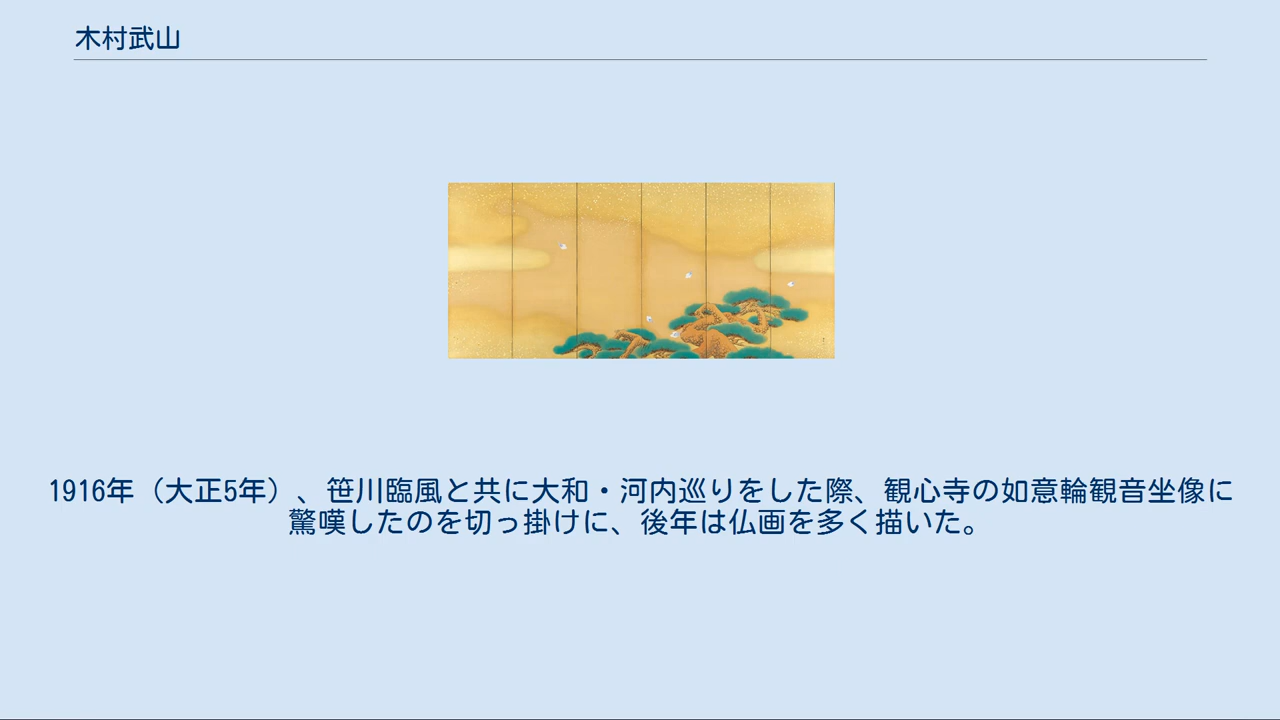 木村武山
1916年（大正5年）、笹川臨風と共に大和・河内巡りをした際、観心寺の如意輪観音坐像に
驚嘆したのを切っ掛けに、後年は仏画を多く描いた。